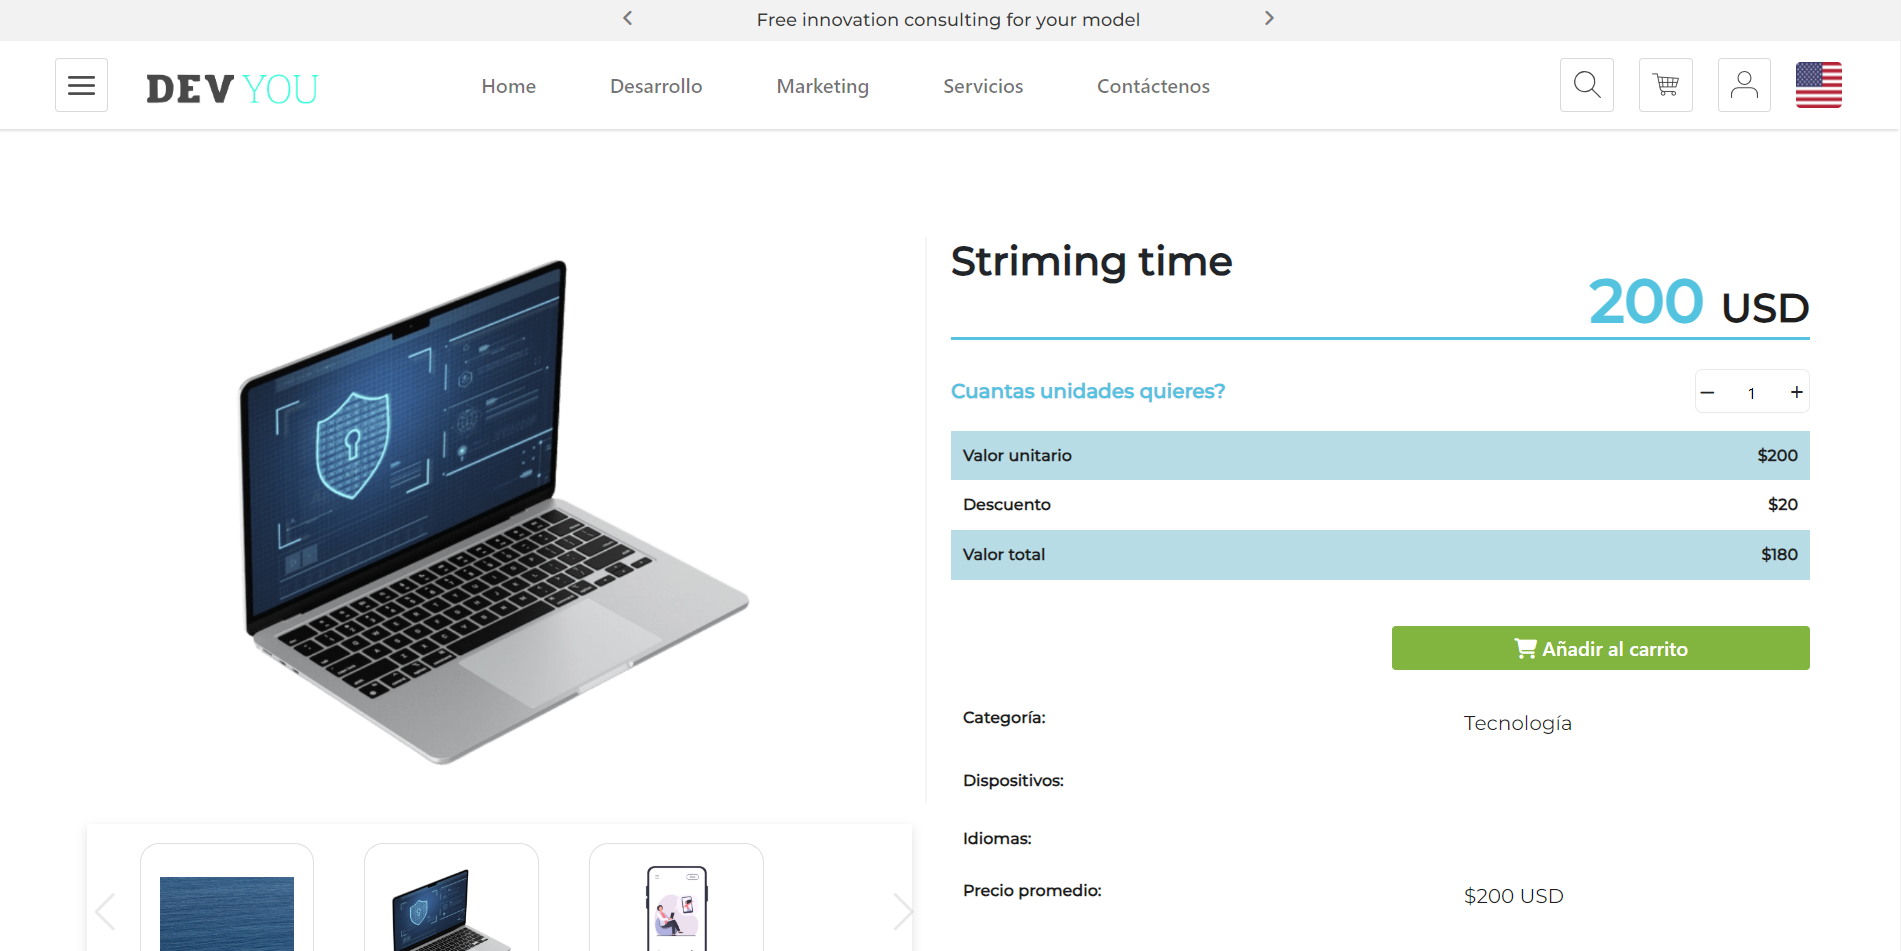 Free innovation consulting for your model
DEV YOU
Home Desarrollo Marketing Servicios Contáctenos
Striming time
200 USD
Cuantas unidades quieres?
1
Valor unitario $200
Descuento $20
Valor total $180
Añadir al carrito
Categoría: Tecnología
Dispositivos:
Idiomas:
Precio promedio: $200 USD